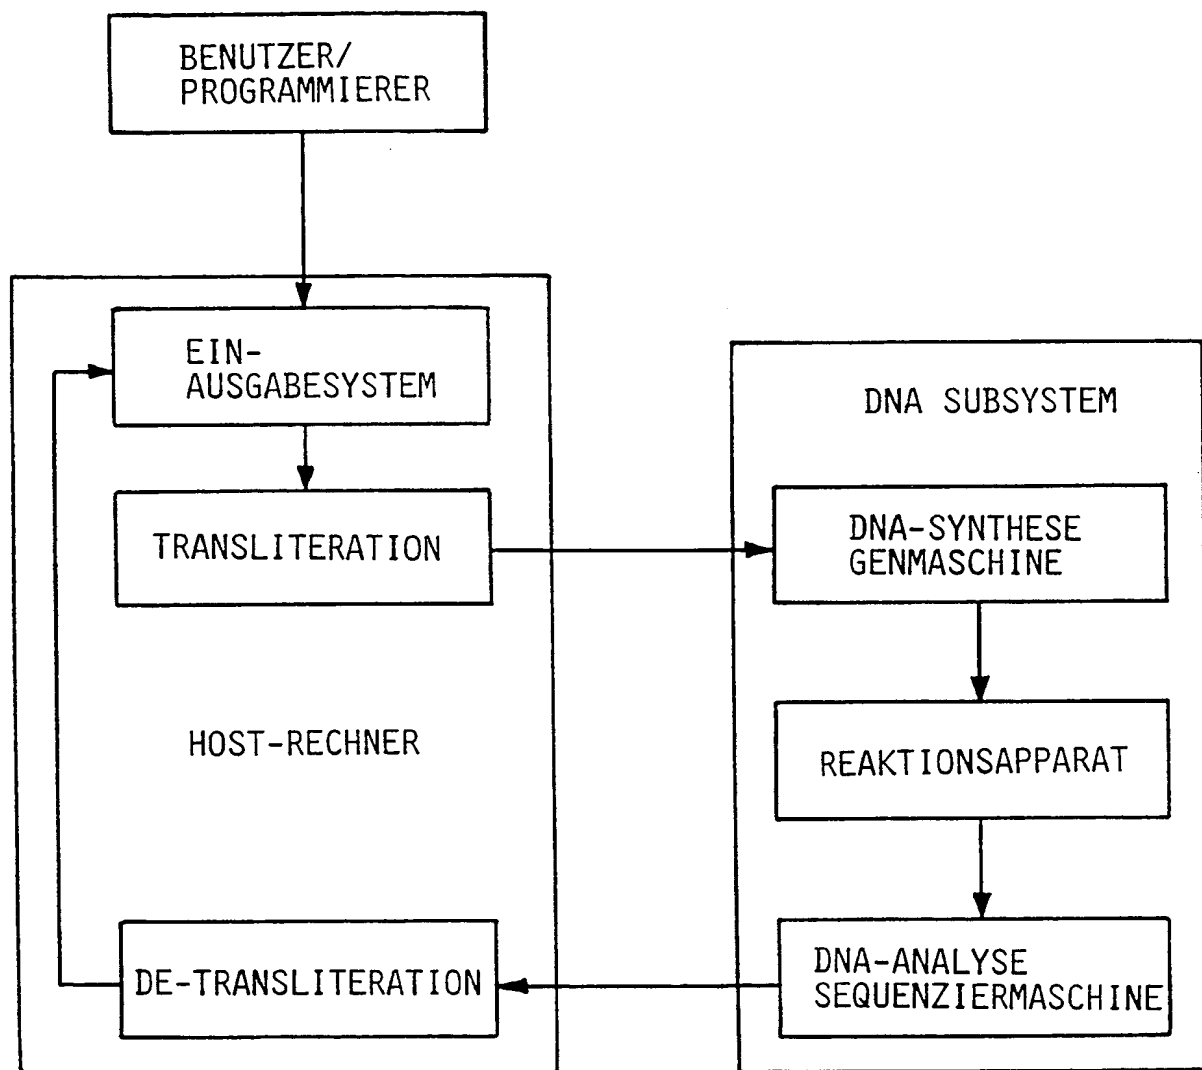 BENUTZER/
PROGRAMMIERER
EIN-
AUSGABESYSTEM
TRANSLITERATION
HOST-RECHNER
DE-TRANSLITERATION
DNA SUBSYSTEM
DNA-SYNTHESE
GENMASCHINE
REAKTIONSAPPARAT
DNA-ANALYSE
SEQUENZIERMASCHINE